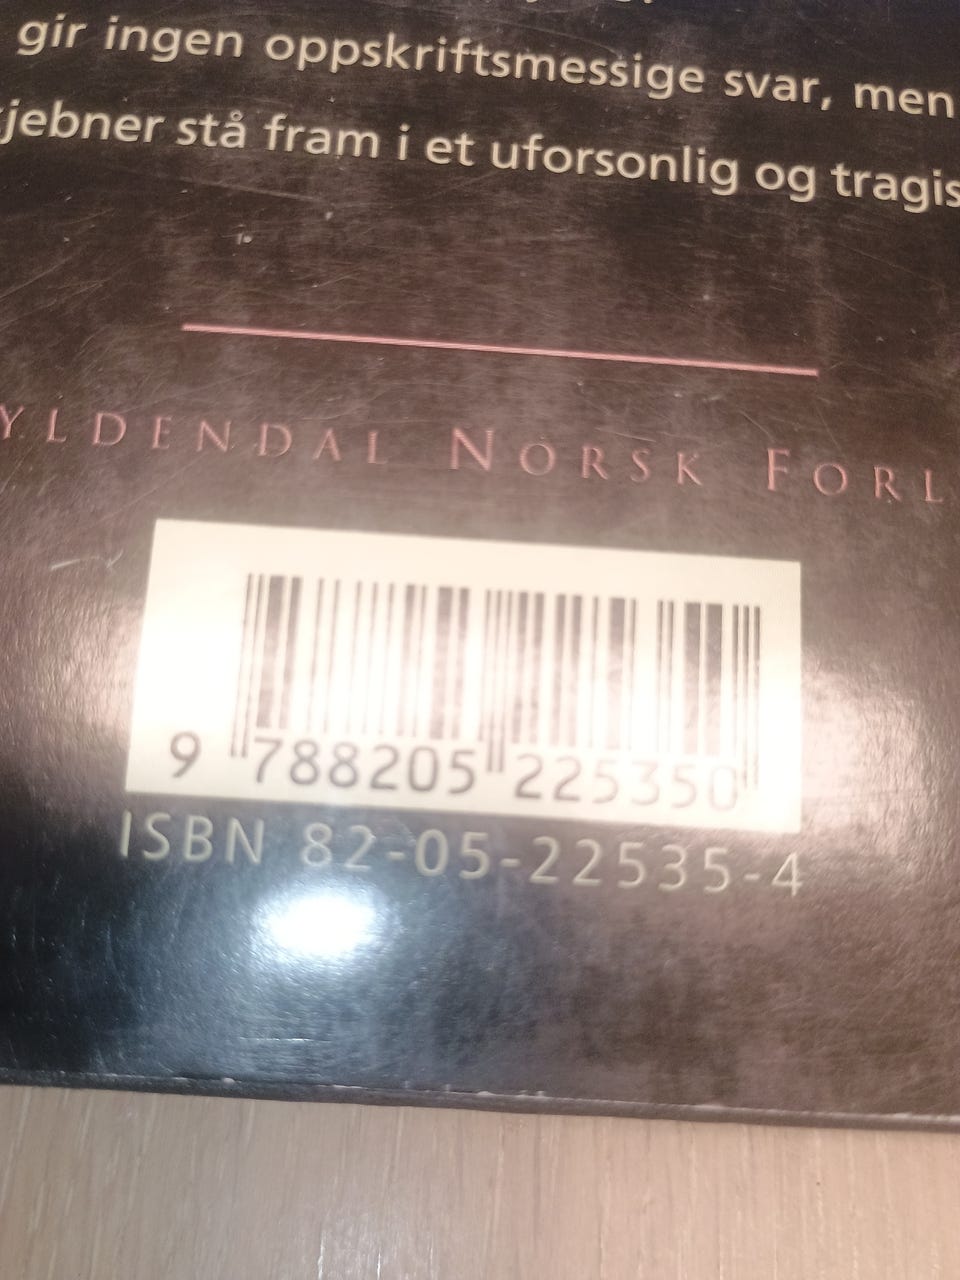 gir ingen oppskriftsmessige svar, men
jebner stå fram i et uforsonlig og tragis
YLDENDAL NORSK FORL
9 788205 225350
ISBN 82-05-22535-4